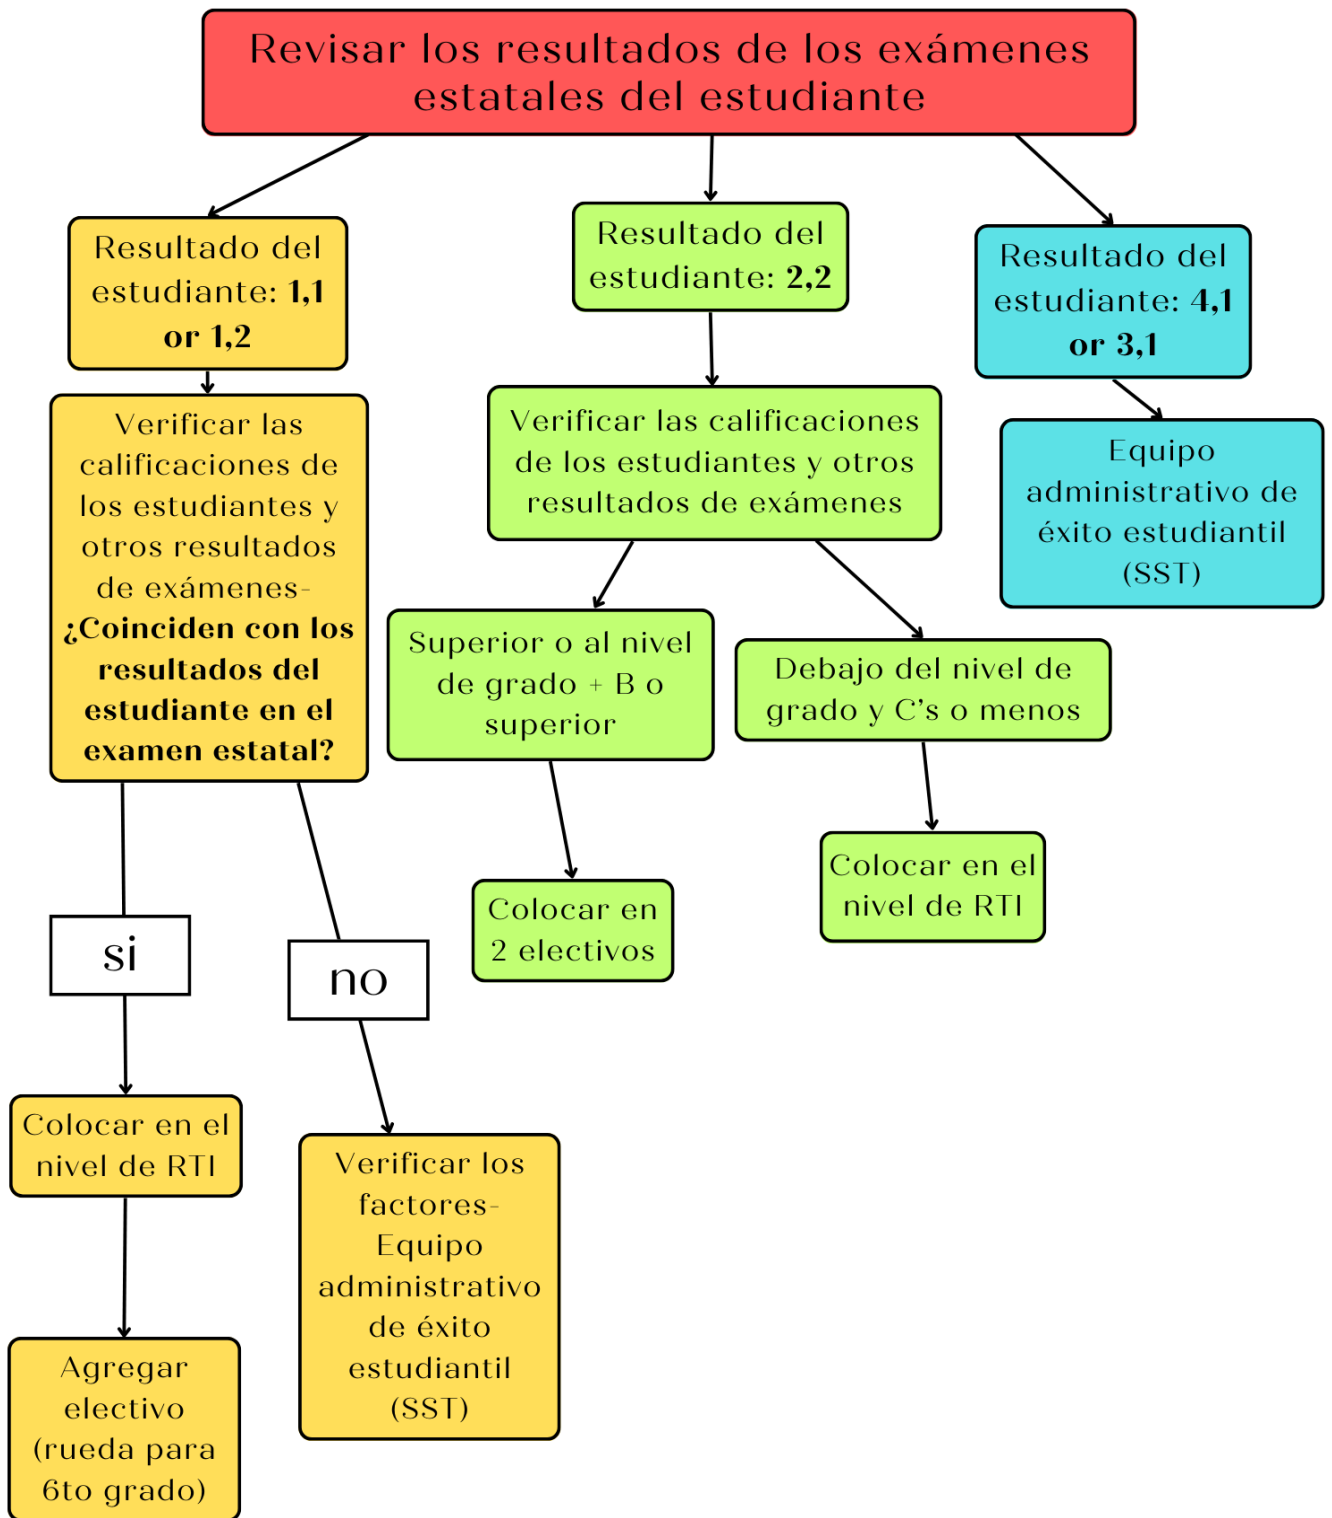 Revisar los resultados de los exámenes
estatales del estudiante
Resultado del
estudiante: 1,1
or 1,2
Resultado del
estudiante: 2,2
Resultado del
estudiante: 4,1
or 3,1
Verificar las
calificaciones de
los estudiantes y
otros resultados
de exámenes-
¿Coinciden con los
resultados del
estudiante en el
examen estatal?
Verificar las calificaciones
de los estudiantes y otros
resultados de exámenes
Equipo
administrativo de
éxito estudiantil
(SST)
Superior o al nivel
de grado + B o
superior
Debajo del nivel de
grado y C's o menos
Colocar en
2 electivos
Colocar en el
nivel de RTI
si
no
Colocar en el
nivel de RTI
Verificar los
factores-
Equipo
administrativo
de éxito
estudiantil
(SST)
Agregar
electivo
(rueda para
6to grado)